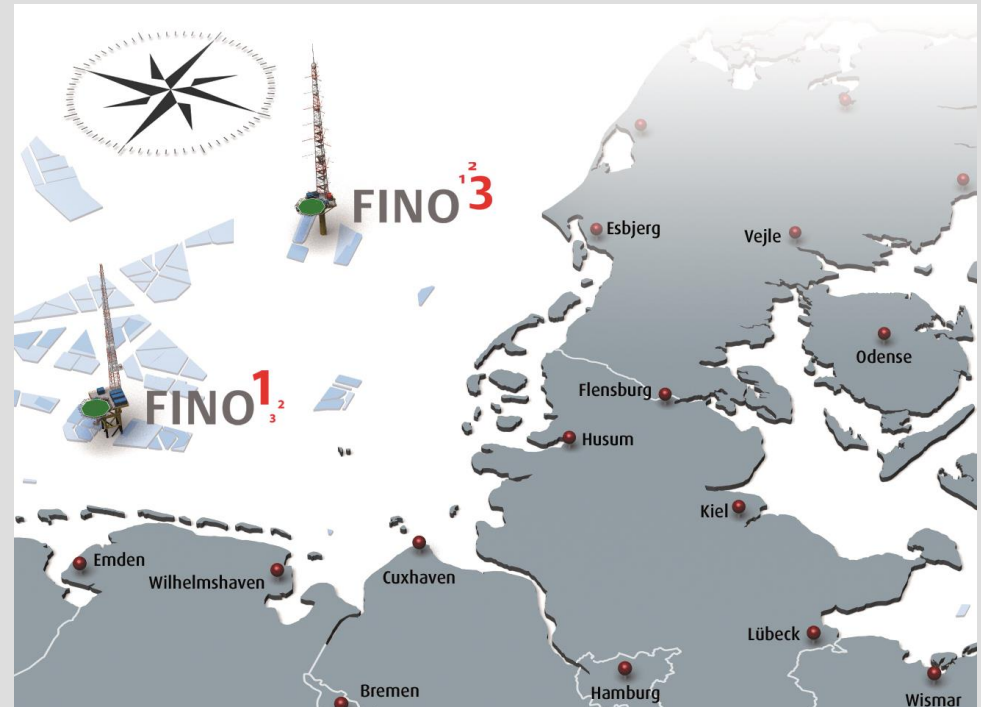 FINO 1 2 3
Esbjerg
Vejle
Odense
FINO 1 3 2
Flensburg
Husum
Kiel
Emden
Wilhelmshaven
Cuxhaven
Lübeck
Bremen
Hamburg
Wismar